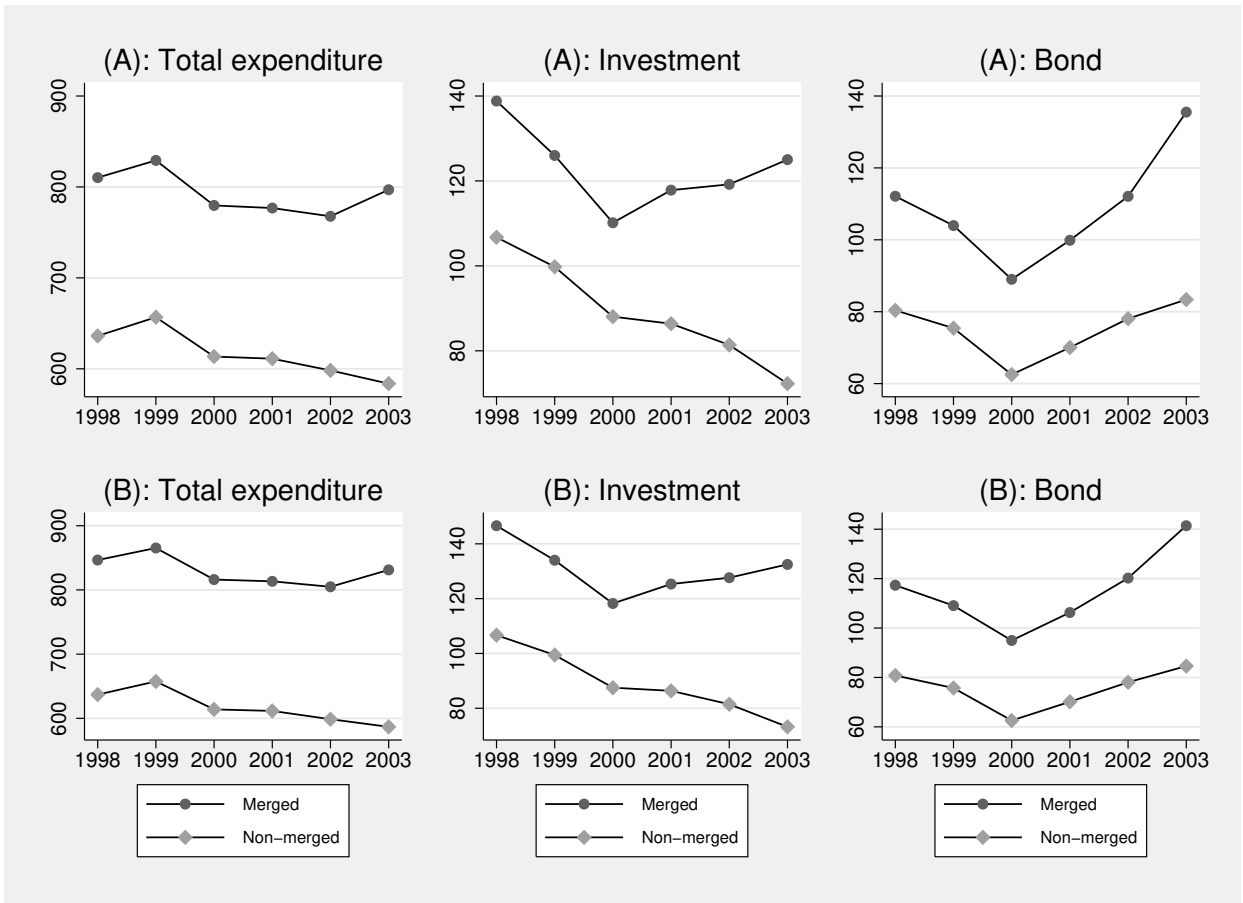 (A): Total expenditure
900
800
700
600
1998 1999 2000 2001 2002 2003
(A): Investment
140
120
100
80
1998 1999 2000 2001 2002 2003
(A): Bond
140
120
100
80
60
1998 1999 2000 2001 2002 2003
(B): Total expenditure
900
800
700
600
1998 1999 2000 2001 2002 2003
Merged
Non−merged
(B): Investment
140
120
100
80
1998 1999 2000 2001 2002 2003
Merged
Non−merged
(B): Bond
140
120
100
80
60
1998 1999 2000 2001 2002 2003
Merged
Non−merged